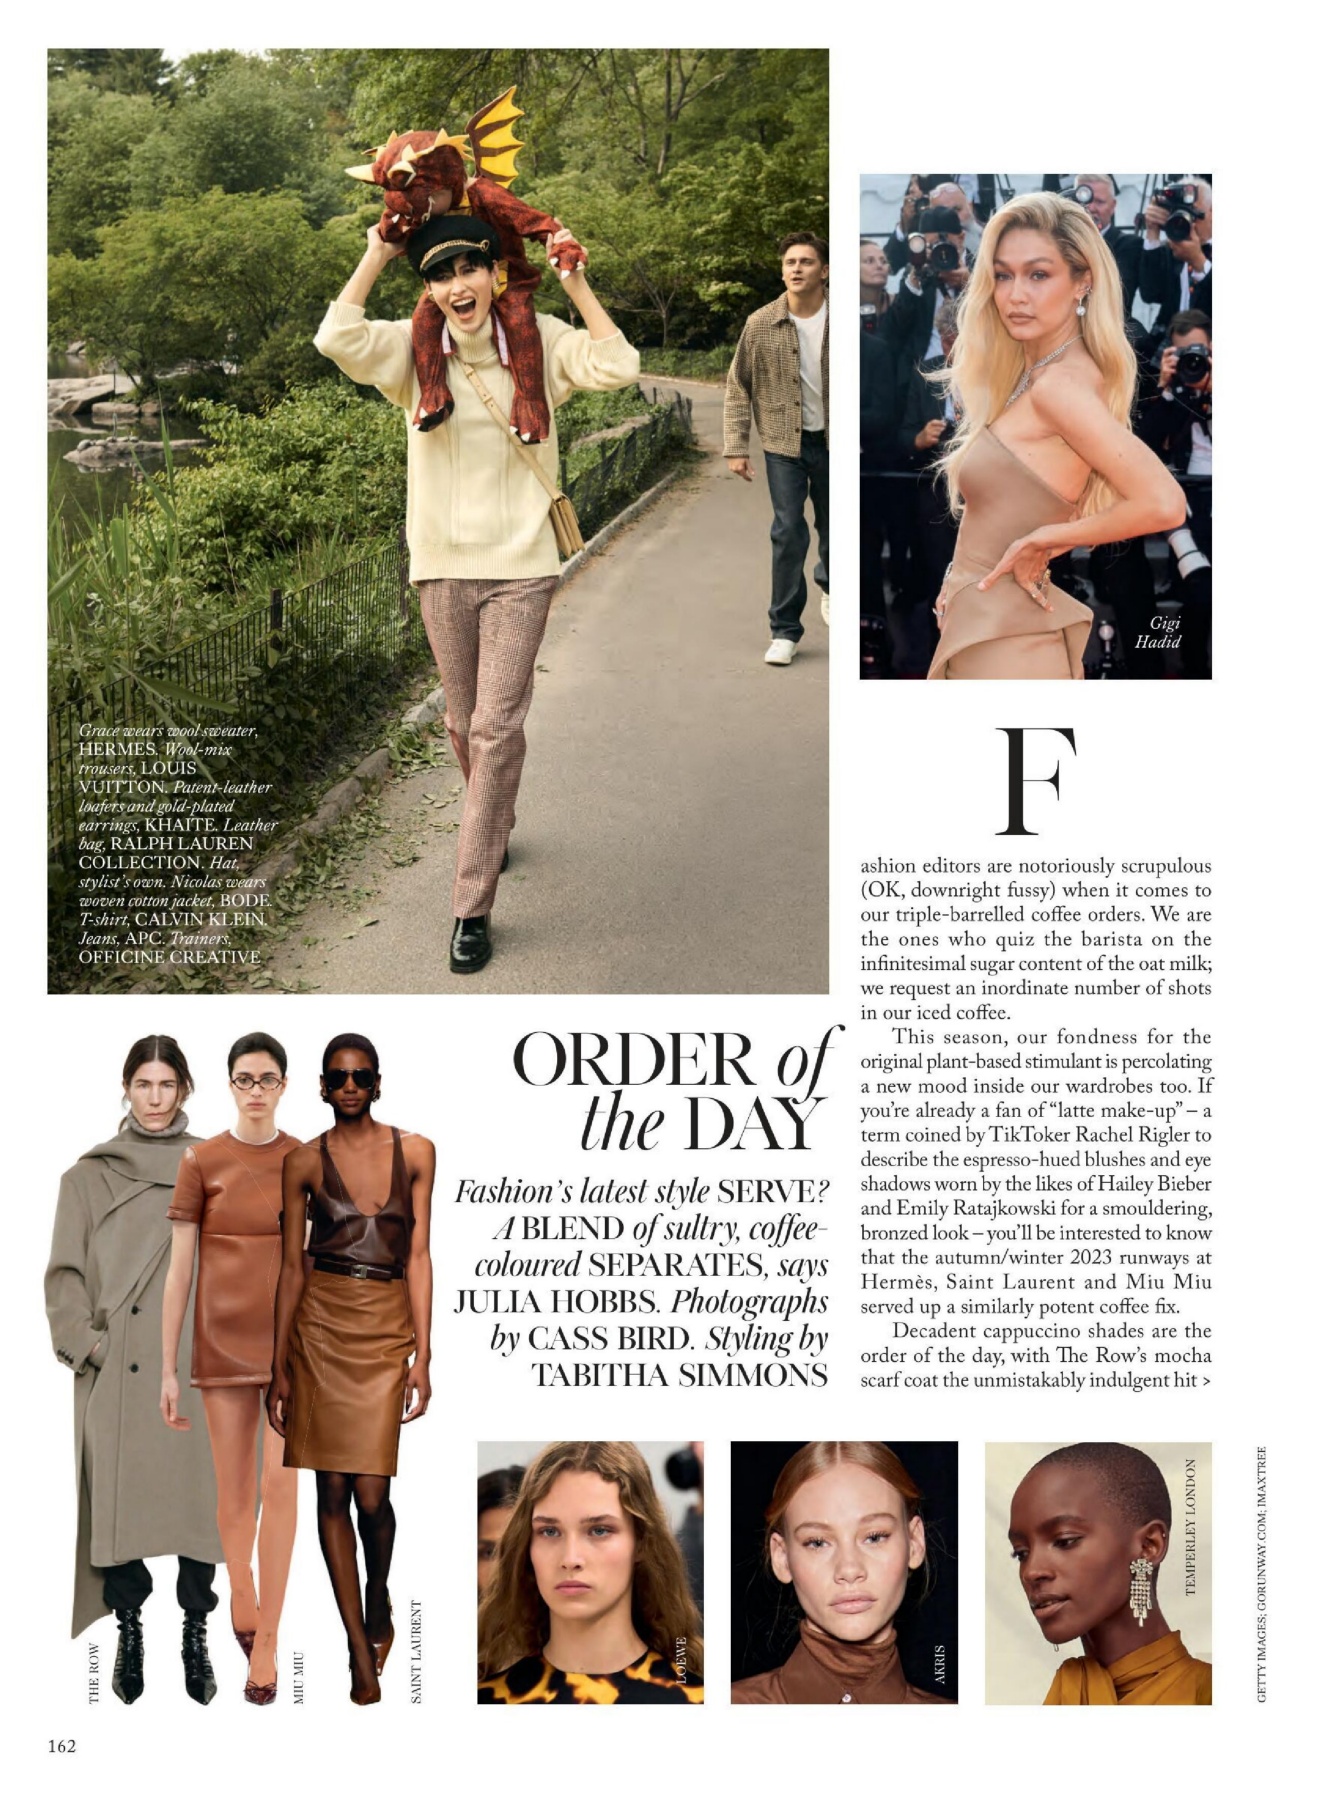 Gigi
Hadid
Grace wears wool sweater,
HERMES. Wool-mix
trousers, LOUIS
VUITTON. Patent-leather
loafers and gold-plated
earrings, KHAITE. Leather
bag, RALPH LAUREN
COLLECTION. Hat,
stylist's own. Nicolas wears
woven cotton jacket, BODE.
T-shirt, CALVIN KLEIN.
Jeans, APC. Trainers,
OFFICINE CREATIVE
ORDER of
the DAY
Fashion's latest style SERVE?
A BLEND of sultry, coffee-
coloured SEPARATES, says
JULIA HOBBS. Photographs
by CASS BIRD. Styling by
TABITHA SIMMONS
F
ashion editors are notoriously scrupulous
(OK, downright fussy) when it comes to
our triple-barrelled coffee orders. We are
the ones who quiz the barista on the
infinitesimal sugar content of the oat milk;
we request an inordinate number of shots
in our iced coffee.
This season, our fondness for the
original plant-based stimulant is percolating
a new mood inside our wardrobes too. If
you're already a fan of “latte make-up” – a
term coined by TikToker Rachel Rigler to
describe the espresso-hued blushes and eye
shadows worn by the likes of Hailey Bieber
and Emily Ratajkowski for a smouldering,
bronzed look – you'll be interested to know
that the autumn/winter 2023 runways at
Hermès, Saint Laurent and Miu Miu
served up a similarly potent coffee fix.
Decadent cappuccino shades are the
order of the day, with The Row's mocha
scarf coat the unmistakably indulgent hit >
THE ROW
MIU MIU
SAINT LAURENT
LOEWE
AKRIS
TEMPERLEY LONDON
GETTY IMAGES; GORUNWAY.COM; IMAXTREE
162